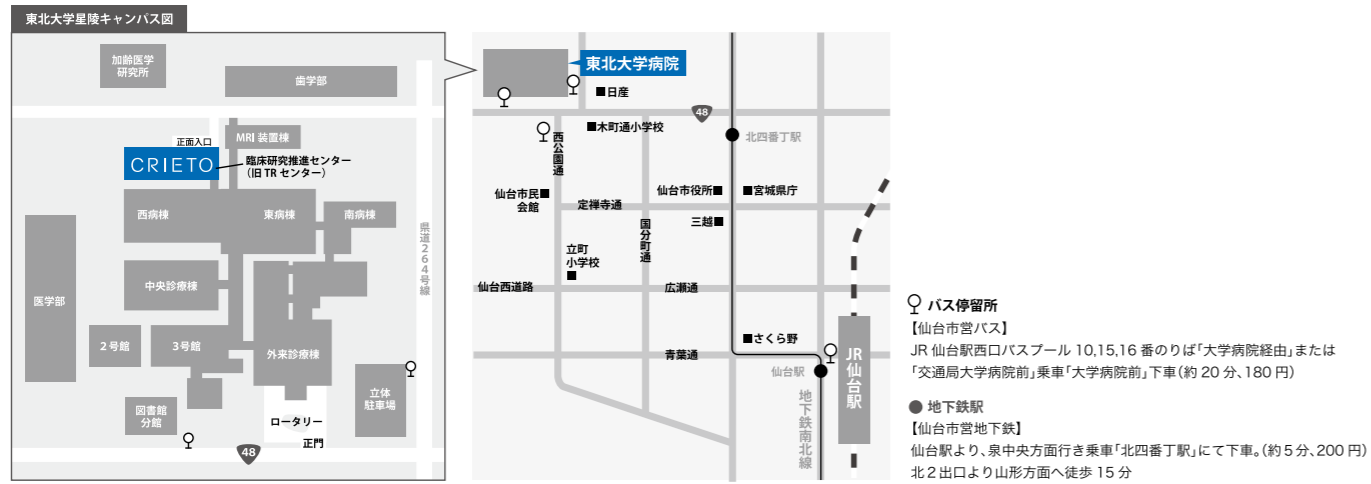 東北大学星陵キャンパス図
加齢医学
研究所
歯学部
正面入口
MRI 装置棟
CRIETO
臨床研究推進センター
（旧 TR センター）
西病棟
東病棟
南病棟
県道264号線
医学部
中央診療棟
2号館
3号館
外来診療棟
立体
駐車場
図書館
分館
ロータリー
正門
48
東北大学病院
■日産
48
■木町通小学校
北四番丁駅
西公園通
仙台市民■
会館
仙台市役所■
■宮城県庁
定禅寺通
三越■
国分町通
立町
小学校
■
仙台西道路
広瀬通
■さくら野
青葉通
仙台駅
JR仙台駅
地下鉄南北線
バス停留所
【仙台市営バス】
JR 仙台駅西口バスプール 10,15,16 番のりば「大学病院経由」または
「交通局大学病院前」乗車「大学病院前」下車（約 20 分、180 円）
● 地下鉄駅
【仙台市営地下鉄】
仙台駅より、泉中央方面行き乗車「北四番丁駅」にて下車。（約５分、200 円）
北２出口より山形方面へ徒歩 15 分